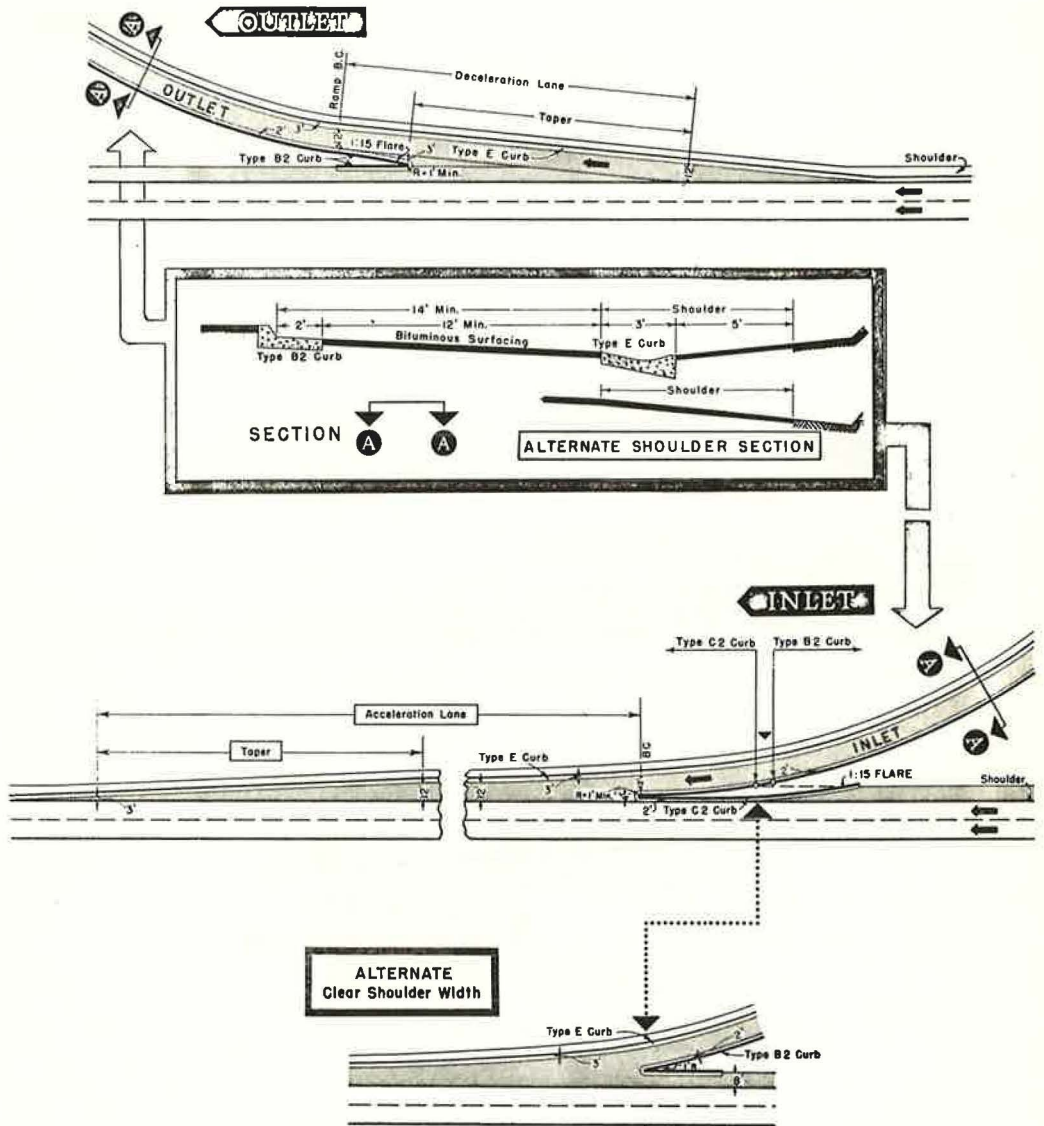 OUTLET
A
A
OUTLET
Ramp B.C.
Deceleration Lane
Taper
12'
2' 3'
1:15 Flare
3'
Type E Curb
Type B2 Curb
R=1' Min.
12'
Shoulder
14' Min.
Shoulder
2'
12' Min.
3'
5'
Bituminous Surfacing
Type E Curb
Type B2 Curb
Shoulder
SECTION
A
A
ALTERNATE SHOULDER SECTION
INLET
Type C2 Curb
Type B2 Curb
A
A
Acceleration Lane
Taper
B.C.
INLET
Type E Curb
3'
2'
1:15 FLARE
Shoulder
12'
12'
R=1' Min.
3'
2'
Type C2 Curb
ALTERNATE
Clear Shoulder Width
Type E Curb
2'
Type B2 Curb
3'
1'R
8'